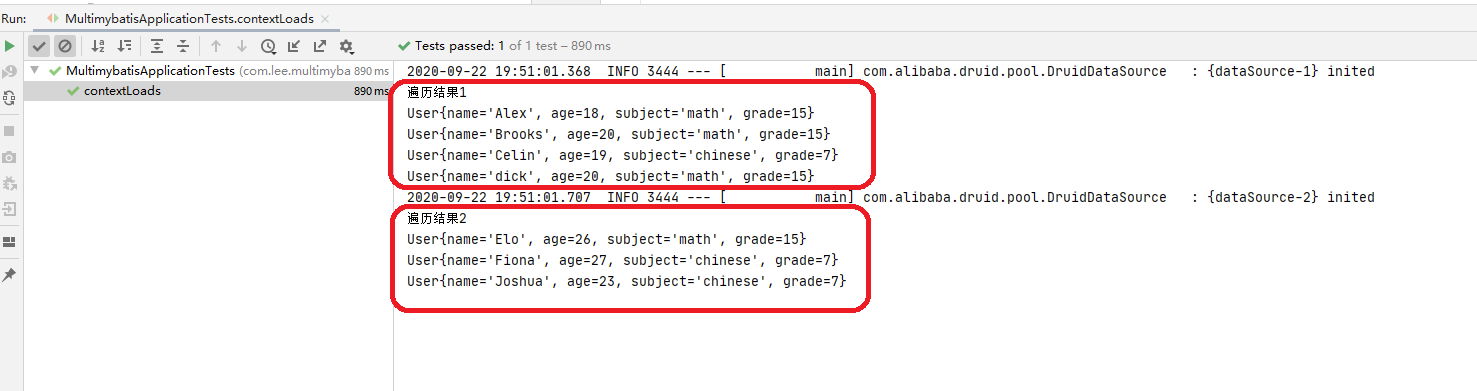 Run: MultimybatisApplicationTests.contextLoads ×
Tests passed: 1 of 1 test – 890 ms
MultimybatisApplicationTests (com.lee.multimyba 890 ms
contextLoads 890 ms
2020-09-22 19:51:01.368  INFO 3444 --- [           main] com.alibaba.druid.pool.DruidDataSource   : {dataSource-1} inited
遍历结果1
User{name='Alex', age=18, subject='math', grade=15}
User{name='Brooks', age=20, subject='math', grade=15}
User{name='Celin', age=19, subject='chinese', grade=7}
User{name='dick', age=20, subject='math', grade=15}
2020-09-22 19:51:01.707  INFO 3444 --- [           main] com.alibaba.druid.pool.DruidDataSource   : {dataSource-2} inited
遍历结果2
User{name='Elo', age=26, subject='math', grade=15}
User{name='Fiona', age=27, subject='chinese', grade=7}
User{name='Joshua', age=23, subject='chinese', grade=7}